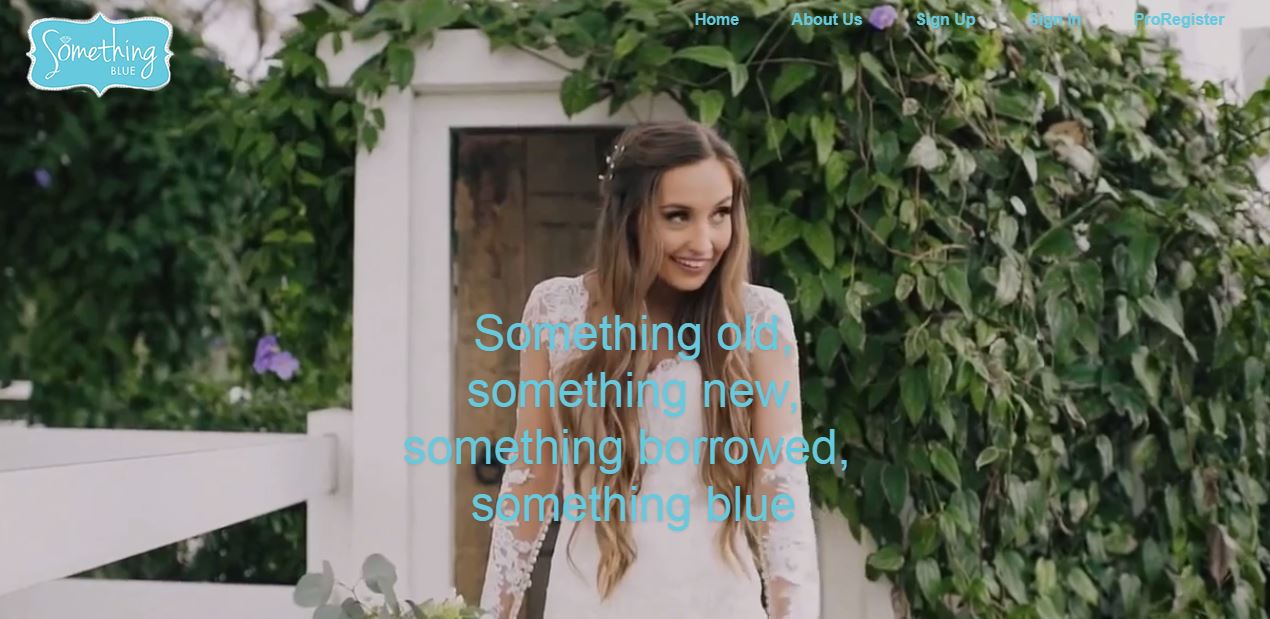 Something
BLUE
Home About Us Sign Up Sign In ProRegister
Something old,
something new,
something borrowed,
something blue